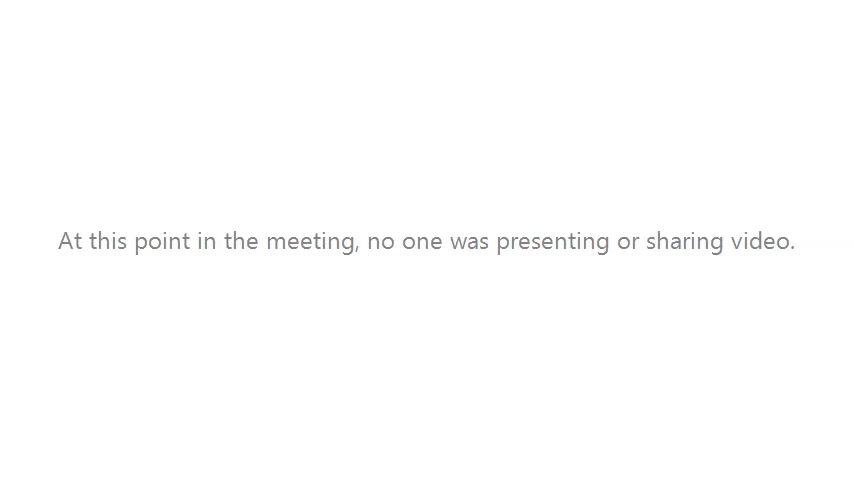 At this point in the meeting, no one was presenting or sharing video.